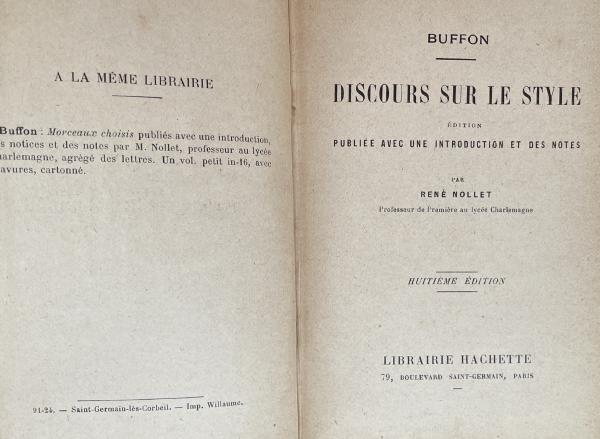 A LA MÊME LIBRAIRIE
Buffon : Morceaux choisis publiés avec une introduction,
notices et des notes par M. Nollet, professeur au lycée
agrégé des lettres. Un vol. petit in-16, avec
cartonné.
91-24. — Saint-Germain-lès-Corbeil. — Imp. Willaume.
BUFFON
DISCOURS SUR LE STYLE
ÉDITION
PUBLIÉE AVEC UNE INTRODUCTION ET DES NOTES
PAR
RENÉ NOLLET
Professeur de Première au lycée Charlemagne
HUITIÈME ÉDITION
LIBRAIRIE HACHETTE
79, BOULEVARD SAINT-GERMAIN, PARIS